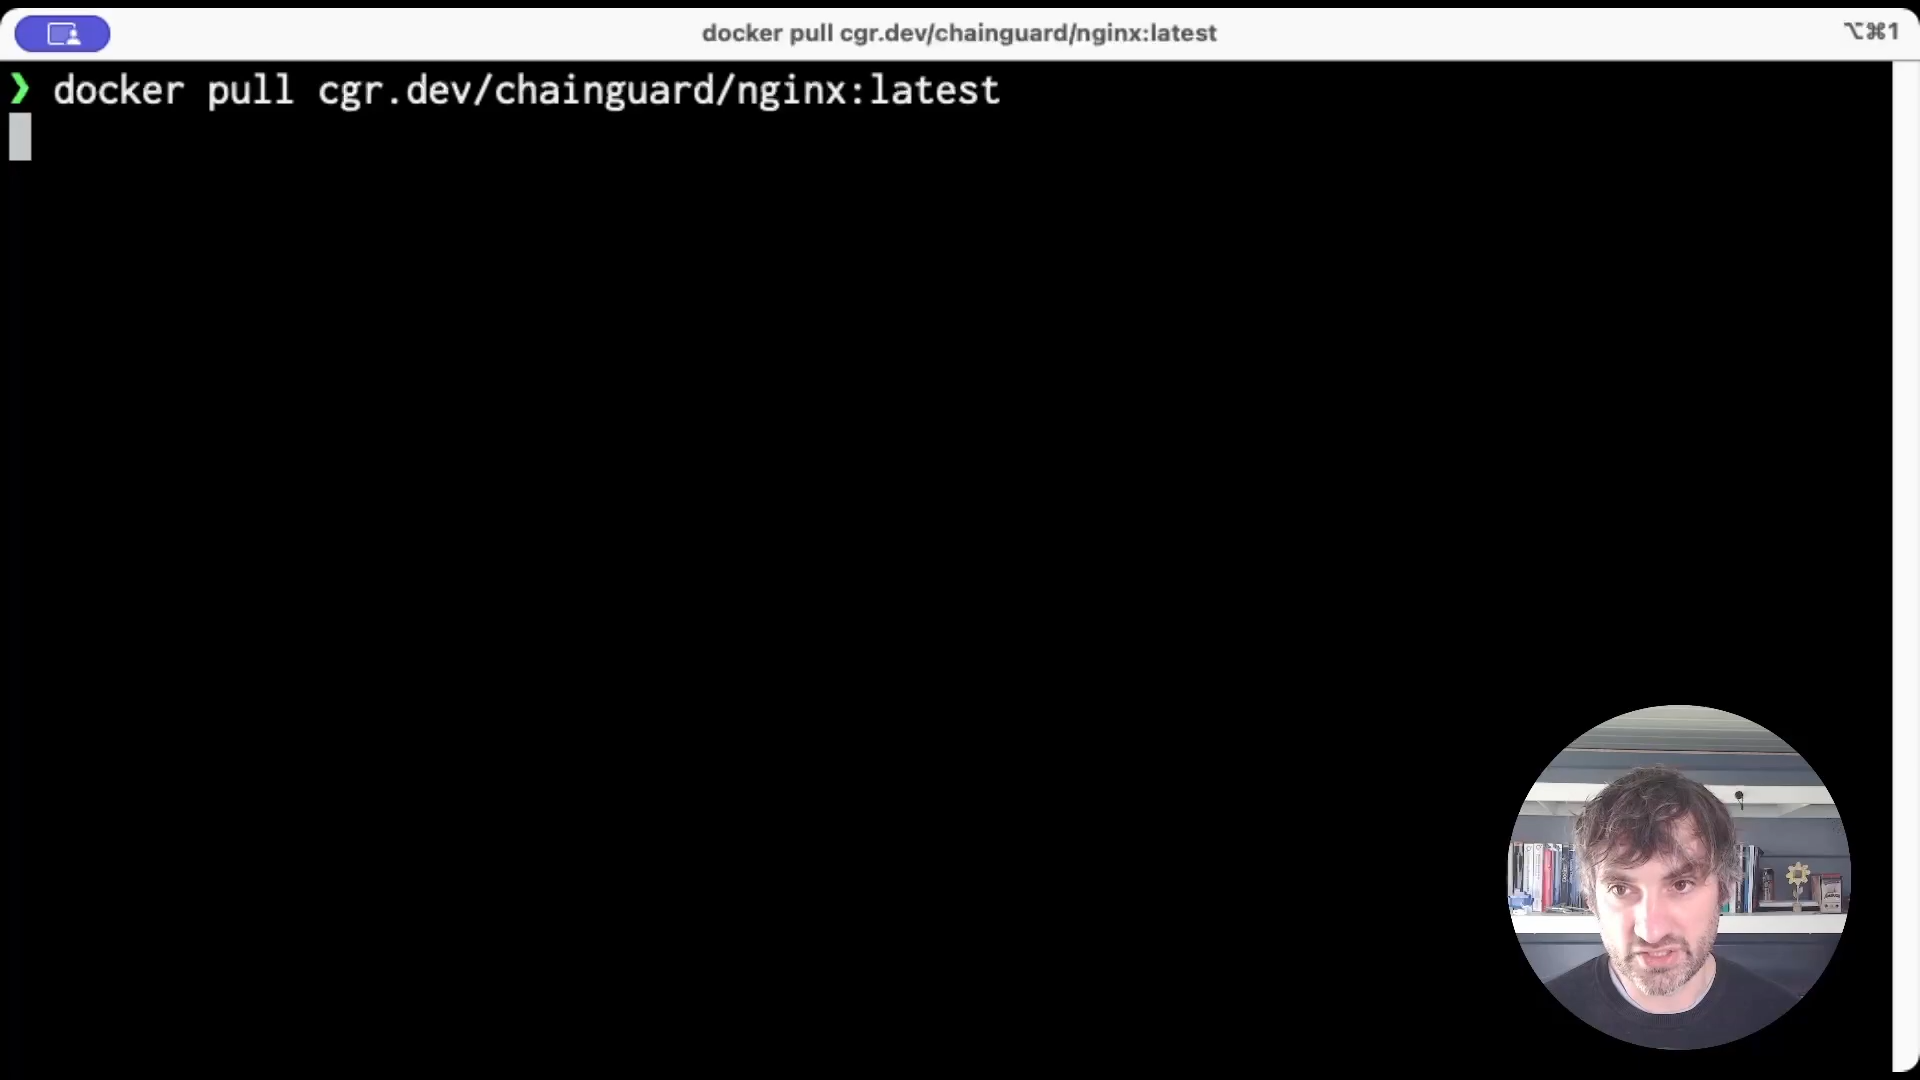 docker pull cgr.dev/chainguard/nginx:latest
⌥⌘1
❯ docker pull cgr.dev/chainguard/nginx:latest